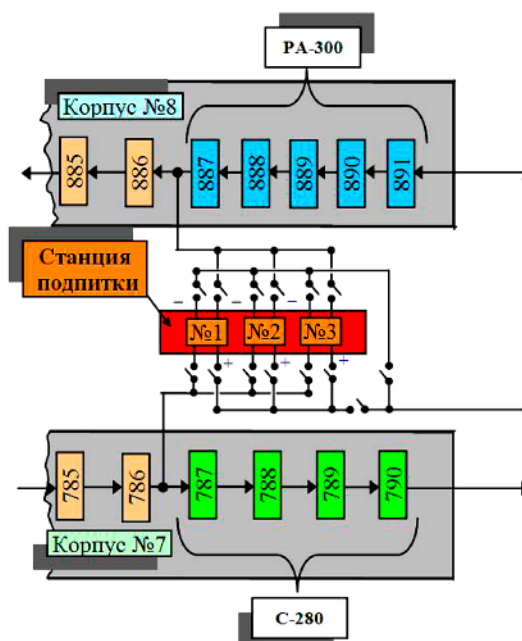 РА-300
Корпус №8
885
886
887
888
889
890
891
Станция
подпитки
– – –
№1 №2 №3
+ + +
785
786
787
788
789
790
Корпус №7
С-280